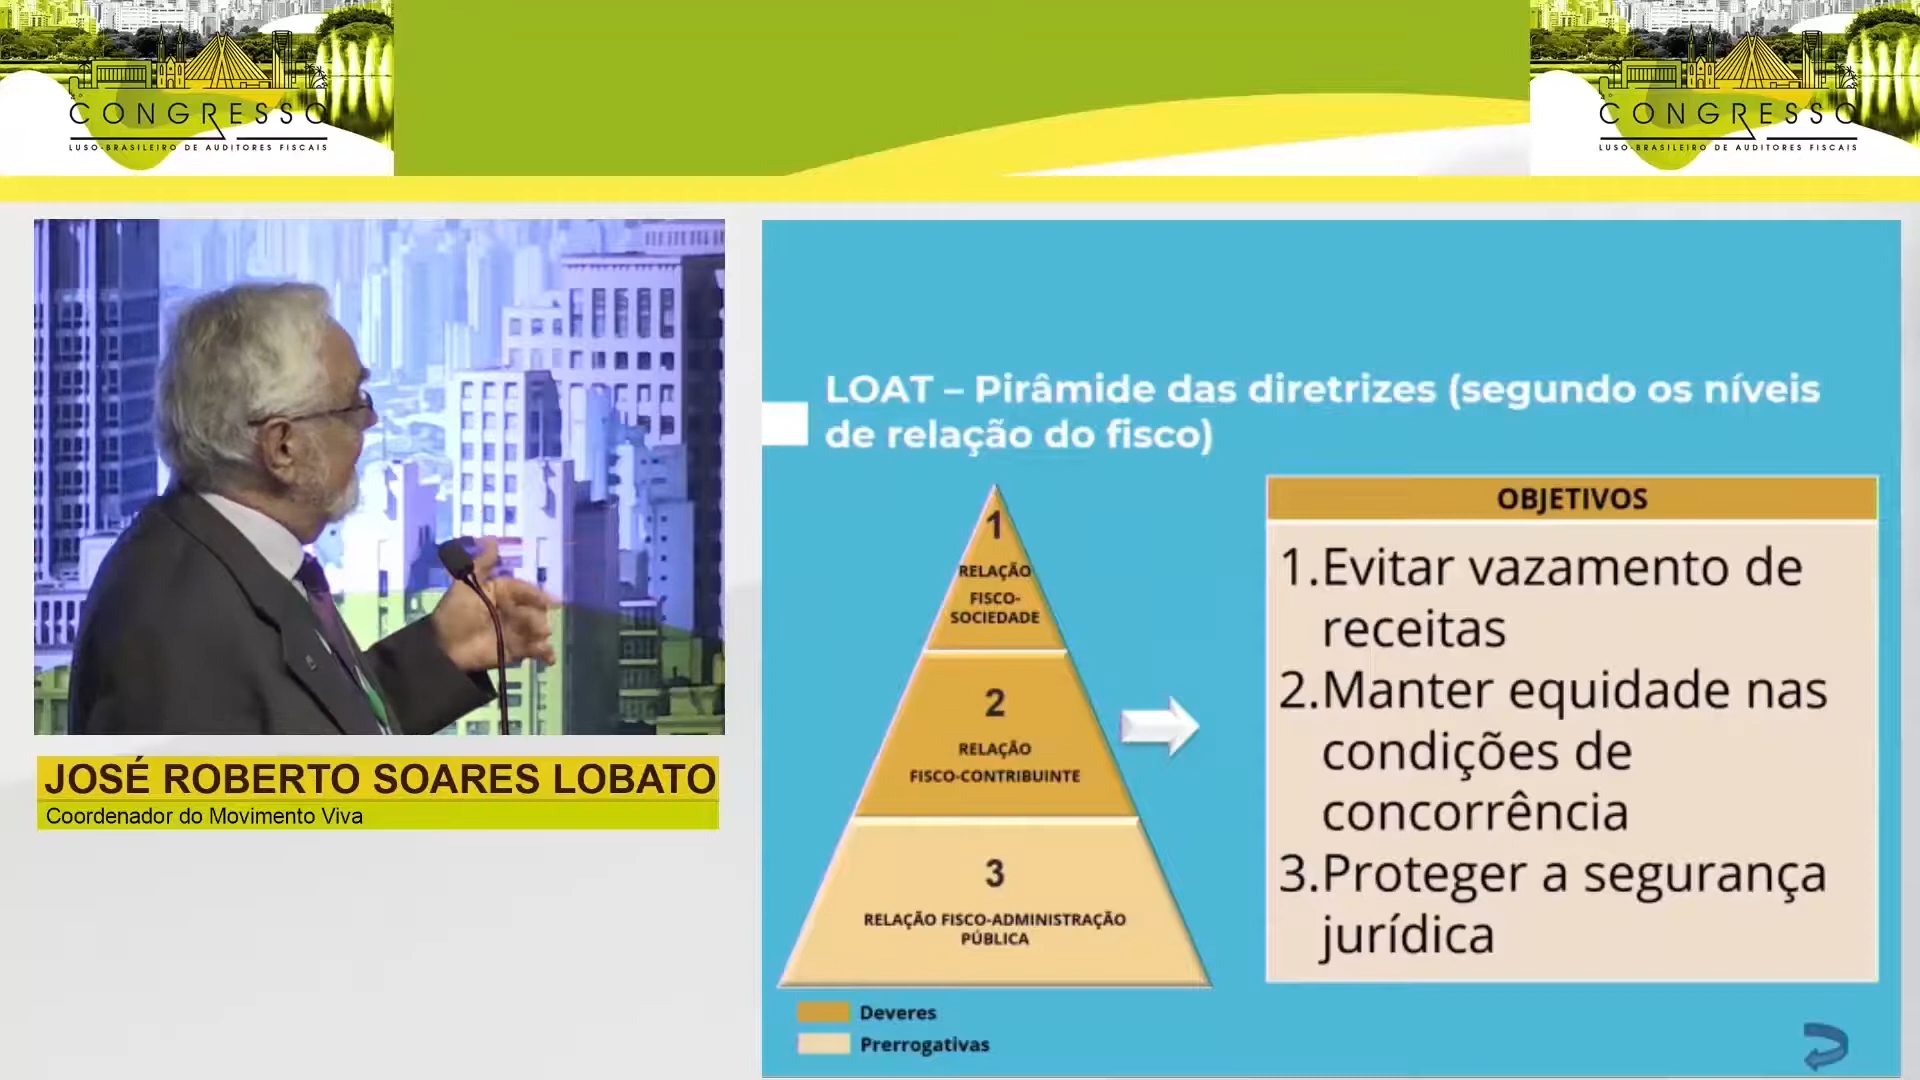 CONGRESSO
LUSO-BRASILEIRO DE AUDITORES FISCAIS
CONGRESSO
LUSO-BRASILEIRO DE AUDITORES FISCAIS
JOSÉ ROBERTO SOARES LOBATO
Coordenador do Movimento Viva
LOAT – Pirâmide das diretrizes (segundo os níveis
de relação do fisco)
1
RELAÇÃO
FISCO-
SOCIEDADE
2
RELAÇÃO
FISCO-CONTRIBUINTE
3
RELAÇÃO FISCO-ADMINISTRAÇÃO
PÚBLICA
Deveres
Prerrogativas
OBJETIVOS
1.Evitar vazamento de
receitas
2.Manter equidade nas
condições de
concorrência
3.Proteger a segurança
jurídica